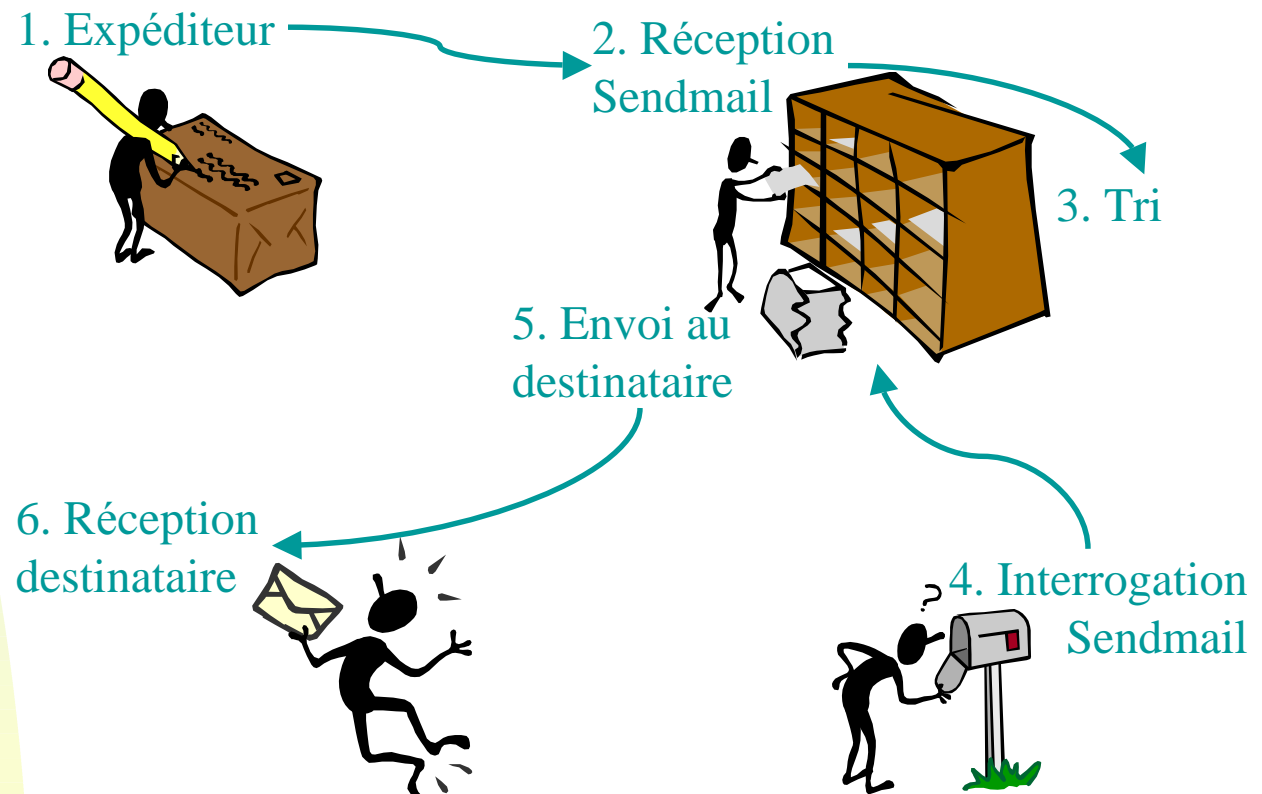 1. Expéditeur
2. Réception
Sendmail
3. Tri
5. Envoi au
destinataire
6. Réception
destinataire
?
4. Interrogation
Sendmail